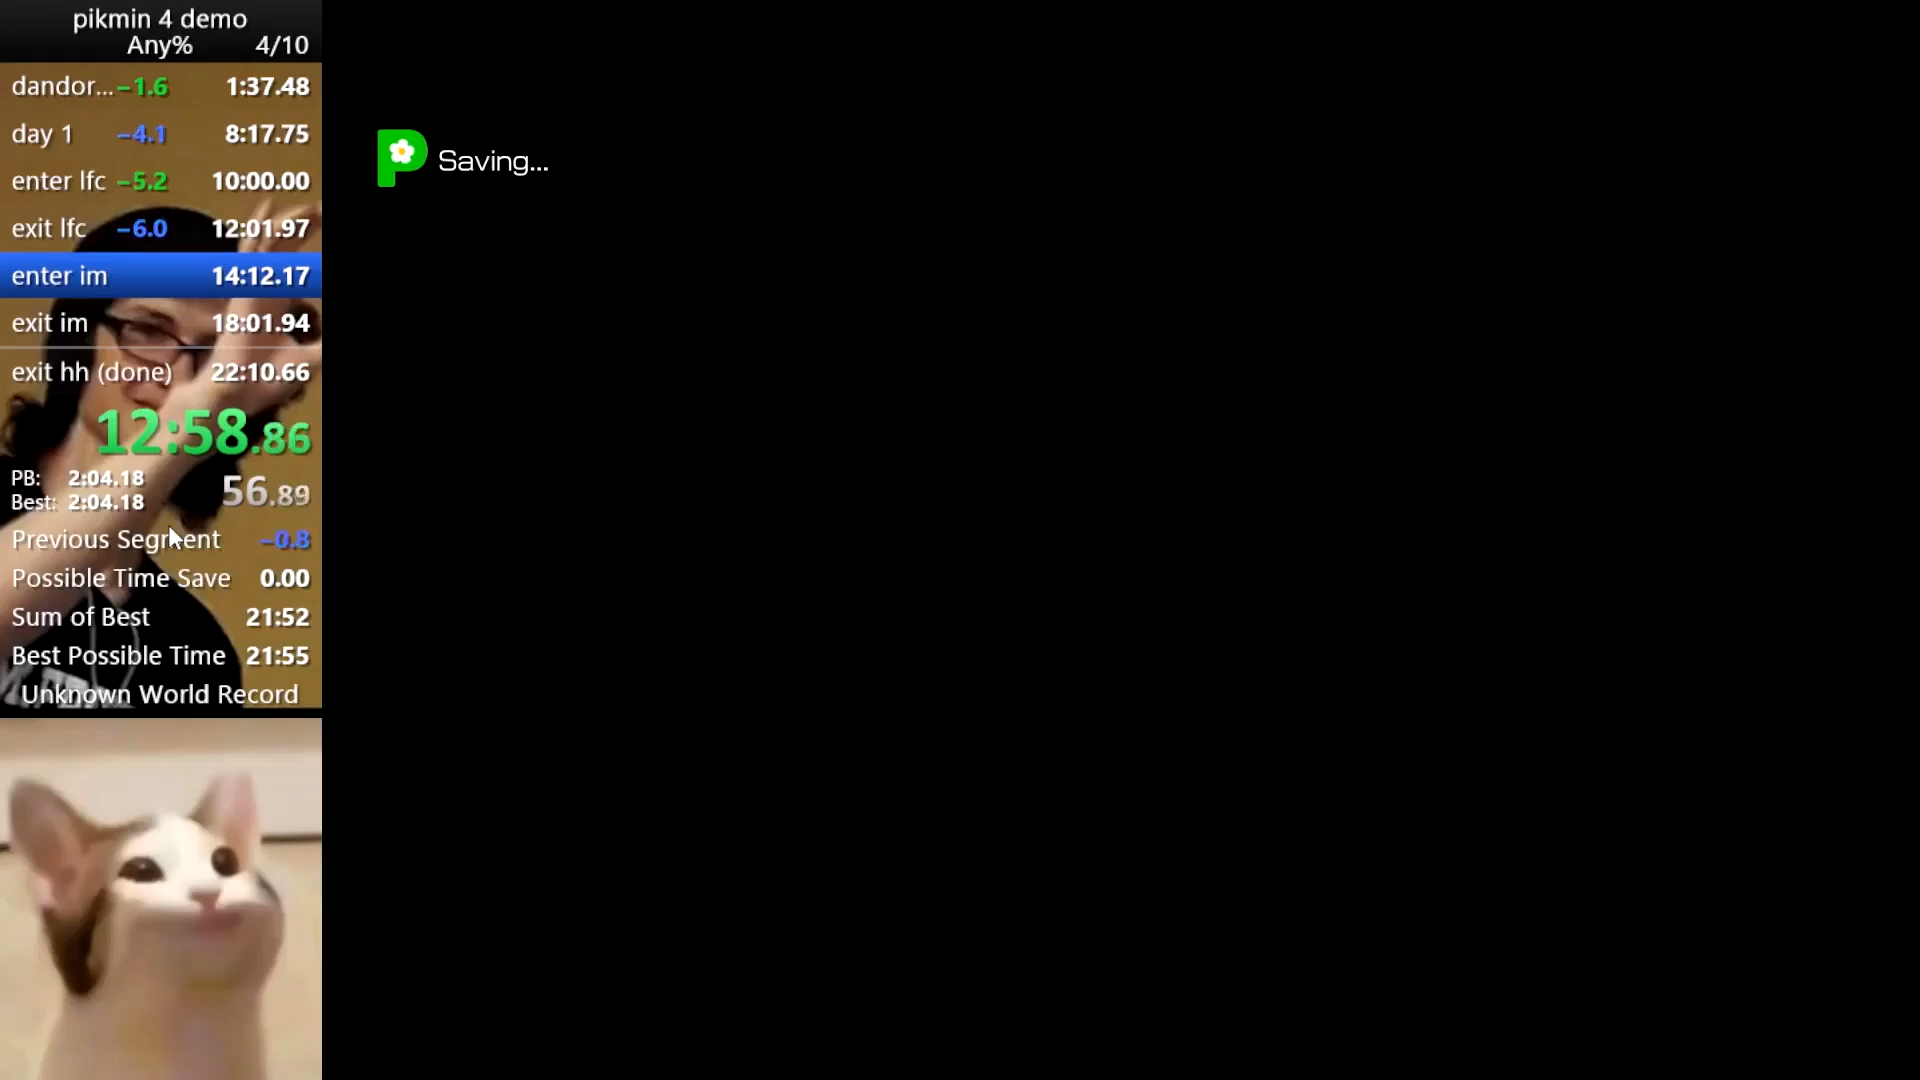 pikmin 4 demo
Any% 4/10
dandor... −1.6 1:37.48
day 1 −4.1 8:17.75
enter lfc −5.2 10:00.00
exit lfc −6.0 12:01.97
enter im 14:12.17
exit im 18:01.94
exit hh (done) 22:10.66
12:58.86
PB: 2:04.18
Best: 2:04.18
56.89
Previous Segment −0.8
Possible Time Save 0.00
Sum of Best 21:52
Best Possible Time 21:55
Unknown World Record
Saving...